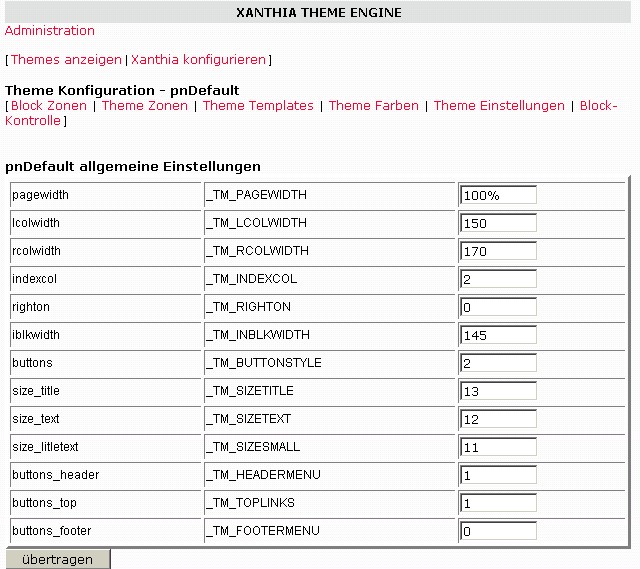 XANTHIA THEME ENGINE
Administration
[ Themes anzeigen | Xanthia konfigurieren ]
Theme Konfiguration - pnDefault
[ Block Zonen | Theme Zonen | Theme Templates | Theme Farben | Theme Einstellungen | Block-
Kontrolle ]
pnDefault allgemeine Einstellungen
pagewidth _TM_PAGEWIDTH 100%
lcolwidth _TM_LCOLWIDTH 150
rcolwidth _TM_RCOLWIDTH 170
indexcol _TM_INDEXCOL 2
righton _TM_RIGHTON 0
iblkwidth _TM_INBLKWIDTH 145
buttons _TM_BUTTONSTYLE 2
size_title _TM_SIZETITLE 13
size_text _TM_SIZETEXT 12
size_litletext _TM_SIZESMALL 11
buttons_header _TM_HEADERMENU 1
buttons_top _TM_TOPLINKS 1
buttons_footer _TM_FOOTERMENU 0
übertragen